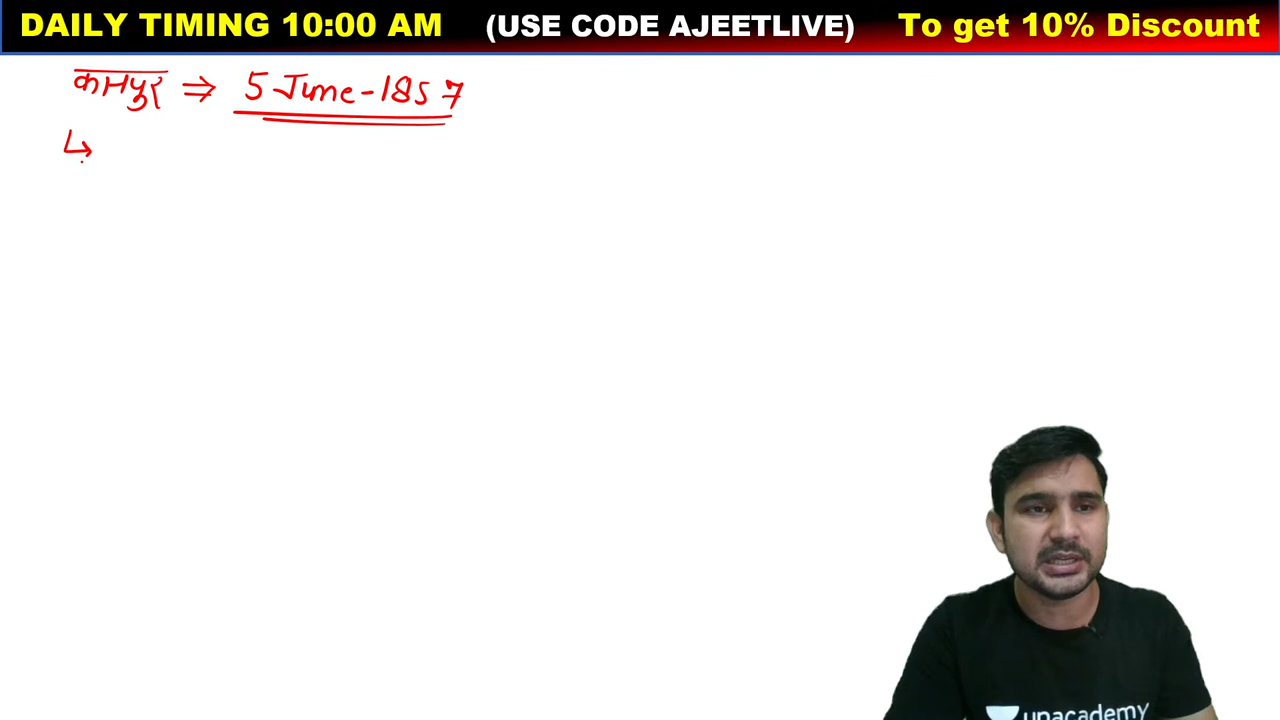 DAILY TIMING 10:00 AM (USE CODE AJEETLIVE) To get 10% Discount
कानपुर ⇒ 5 June-1857
↳
unacademy